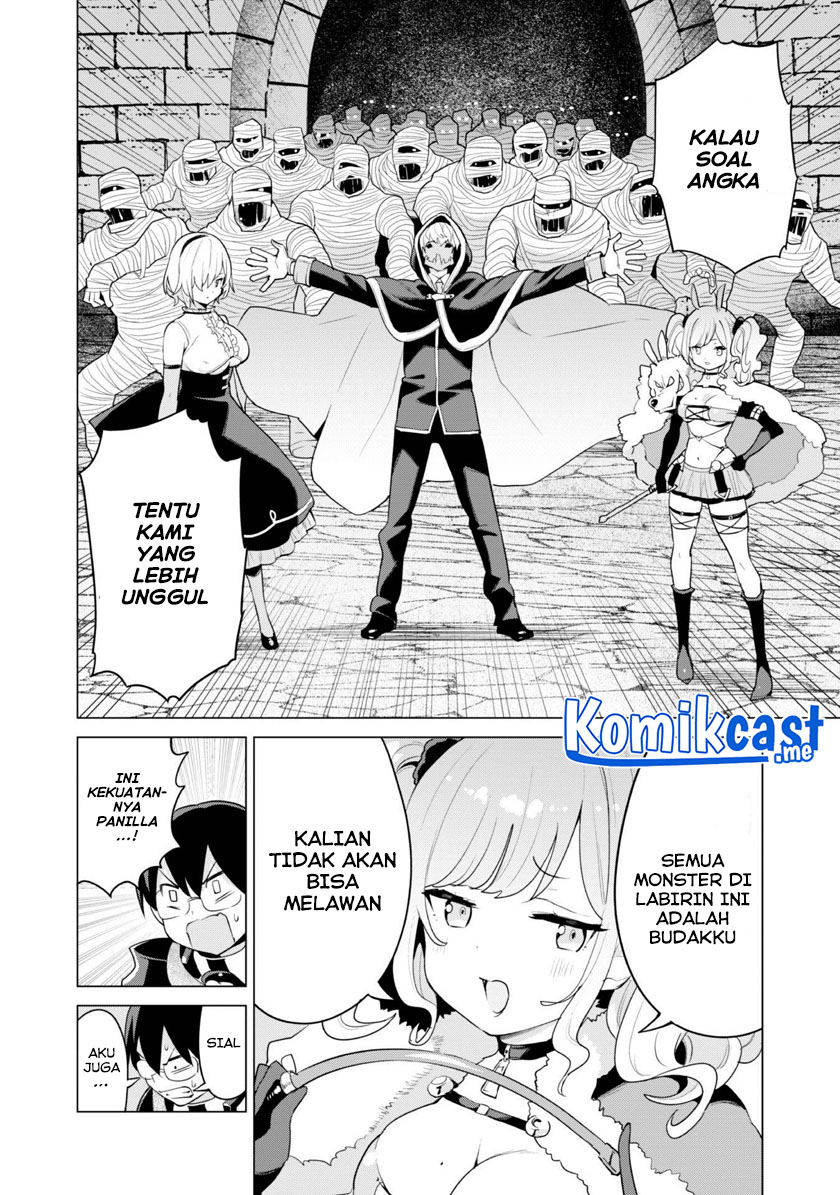 KALAU
SOAL
ANGKA
TENTU
KAMI
YANG
LEBIH
UNGGUL
Komikcast
.me
SEMUA
MONSTER DI
LABIRIN INI
ADALAH
BUDAKKU
KALIAN
TIDAK AKAN
BISA
MELAWAN
INI
KEKUATAN-
NYA
PANILLA
...!
SIAL
AKU
JUGA
...